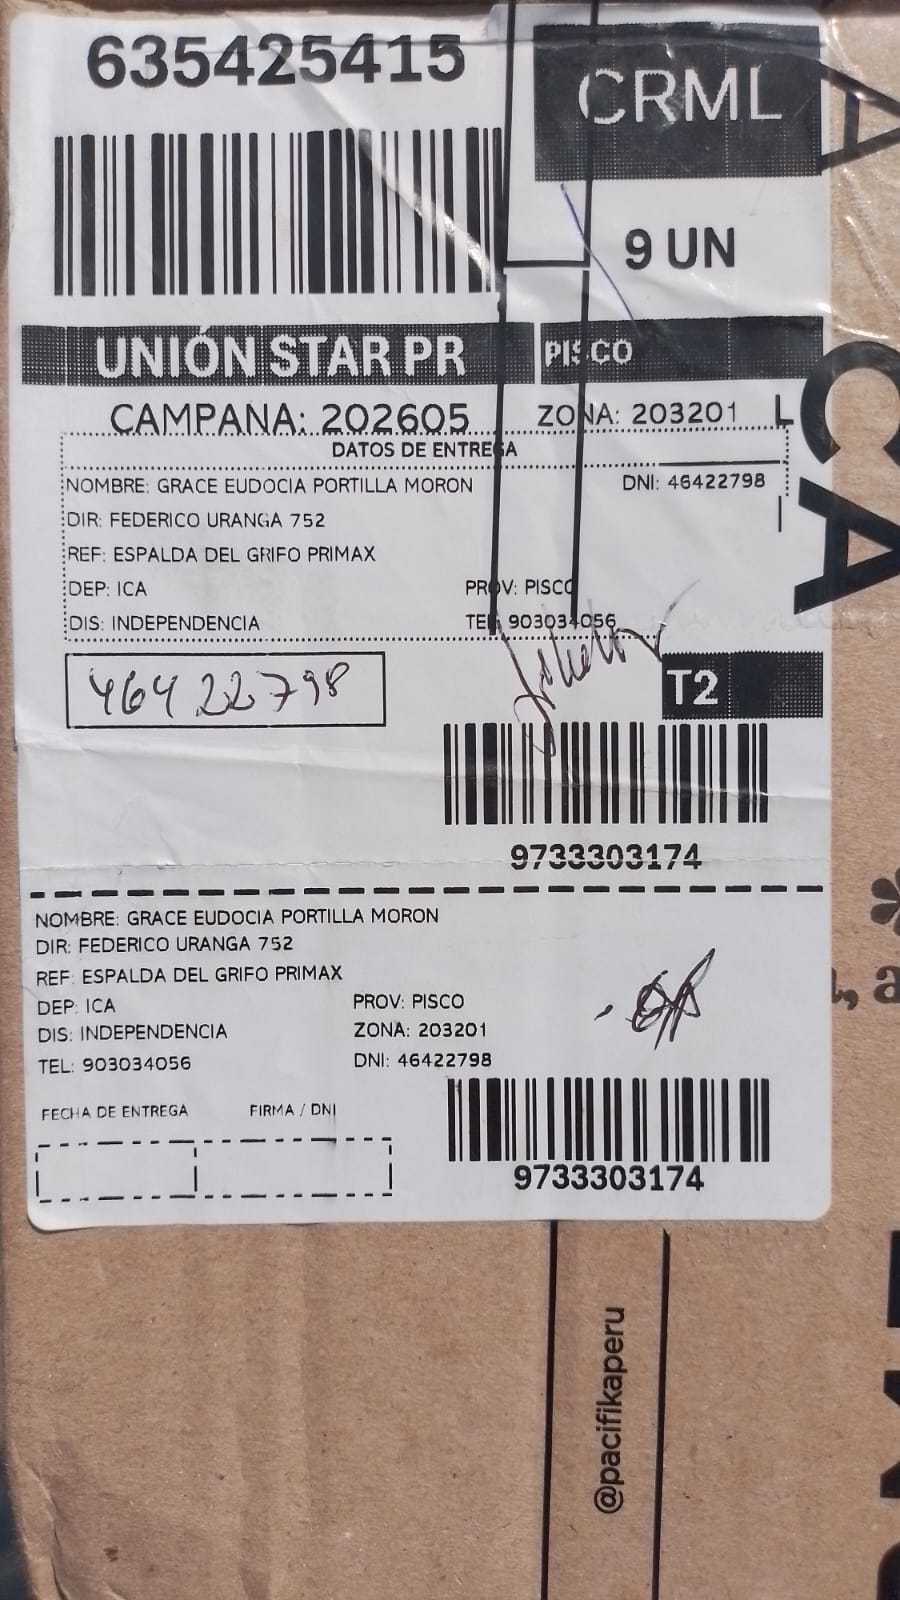 635425415
CRML
9 UN
UNIÓN STAR PR
PISCO
CAMPANA: 202605
ZONA: 203201 L
DATOS DE ENTREGA
NOMBRE: GRACE EUDOCIA PORTILLA MORON
DNI: 46422798
DIR: FEDERICO URANGA 752
REF: ESPALDA DEL GRIFO PRIMAX
DEP: ICA
PROV: PISCO
DIS: INDEPENDENCIA
TEL: 903034056
46422798
T2
9733303174
NOMBRE: GRACE EUDOCIA PORTILLA MORON
DIR: FEDERICO URANGA 752
REF: ESPALDA DEL GRIFO PRIMAX
DEP: ICA
PROV: PISCO
DIS: INDEPENDENCIA
ZONA: 203201
TEL: 903034056
DNI: 46422798
FECHA DE ENTREGA
FIRMA / DNI
9733303174
@pacifikaperu